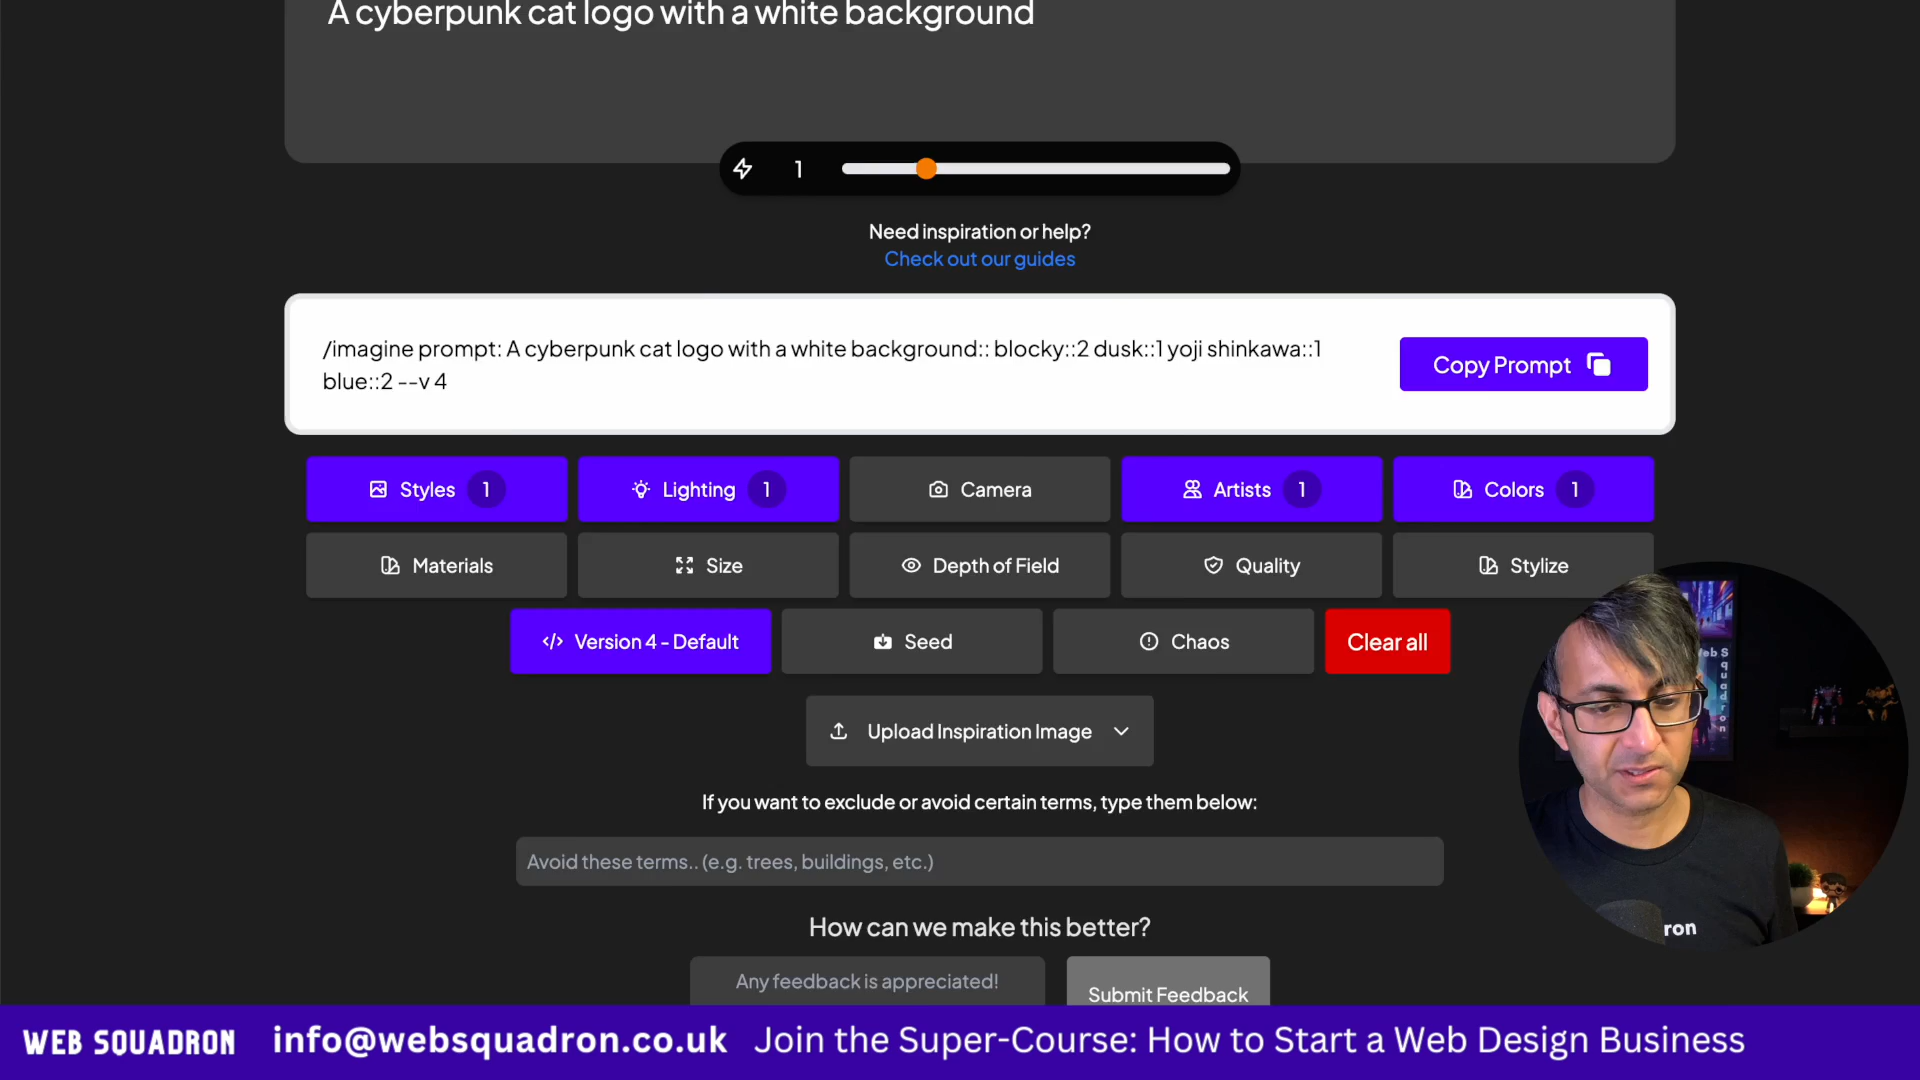 A cyberpunk cat logo with a white background
1
Need inspiration or help?
Check out our guides
/imagine prompt: A cyberpunk cat logo with a white background:: blocky::2 dusk::1 yoji shinkawa::1
blue::2 --v 4
Copy Prompt
Styles 1
Lighting 1
Camera
Artists 1
Colors 1
Materials
Size
Depth of Field
Quality
Stylize
Version 4 - Default
Seed
Chaos
Clear all
Upload Inspiration Image
If you want to exclude or avoid certain terms, type them below:
Avoid these terms.. (e.g. trees, buildings, etc.)
How can we make this better?
Any feedback is appreciated!
Submit Feedback
eb Squadron
ron
WEB SQUADRON info@websquadron.co.uk Join the Super-Course: How to Start a Web Design Business